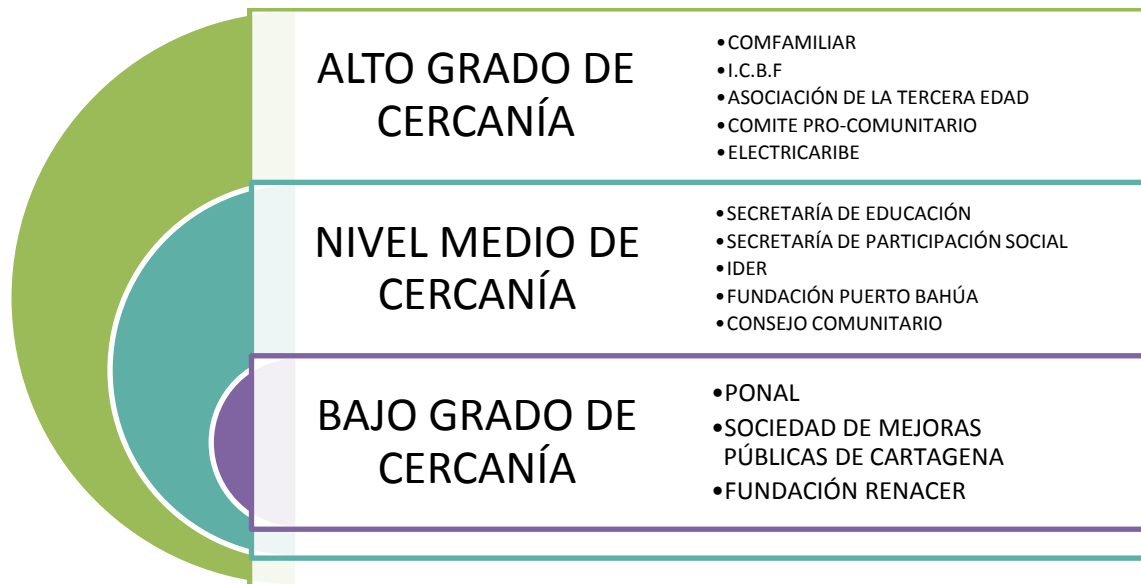 ALTO GRADO DE
CERCANÍA
•COMFAMILIAR
•I.C.B.F
•ASOCIACIÓN DE LA TERCERA EDAD
•COMITE PRO-COMUNITARIO
•ELECTRICARIBE
NIVEL MEDIO DE
CERCANÍA
•SECRETARÍA DE EDUCACIÓN
•SECRETARÍA DE PARTICIPACIÓN SOCIAL
•IDER
•FUNDACIÓN PUERTO BAHÚA
•CONSEJO COMUNITARIO
BAJO GRADO DE
CERCANÍA
•PONAL
•SOCIEDAD DE MEJORAS
PÚBLICAS DE CARTAGENA
•FUNDACIÓN RENACER